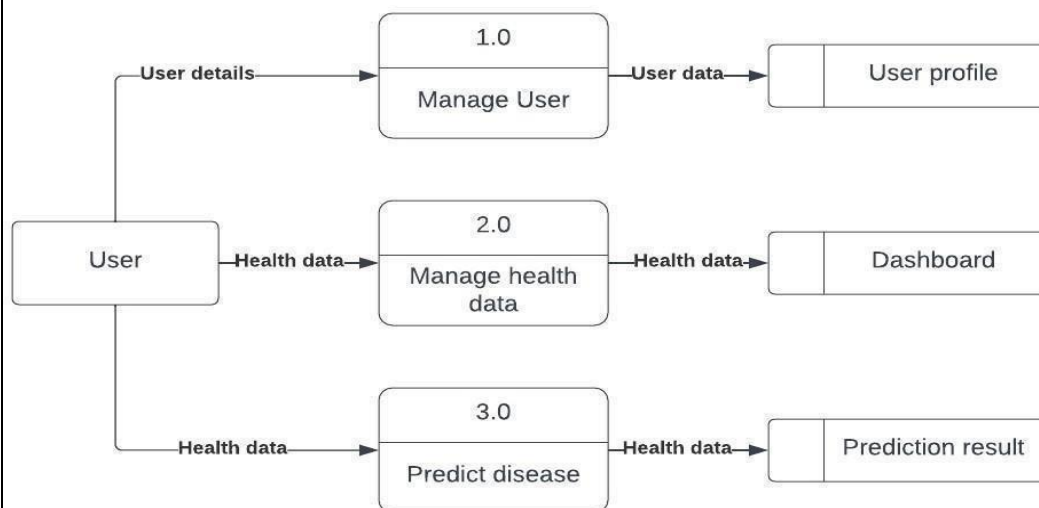 1.0
User details
Manage User
User data
User profile
User
2.0
Health data
Manage health
data
Health data
Dashboard
3.0
Health data
Predict disease
Health data
Prediction result